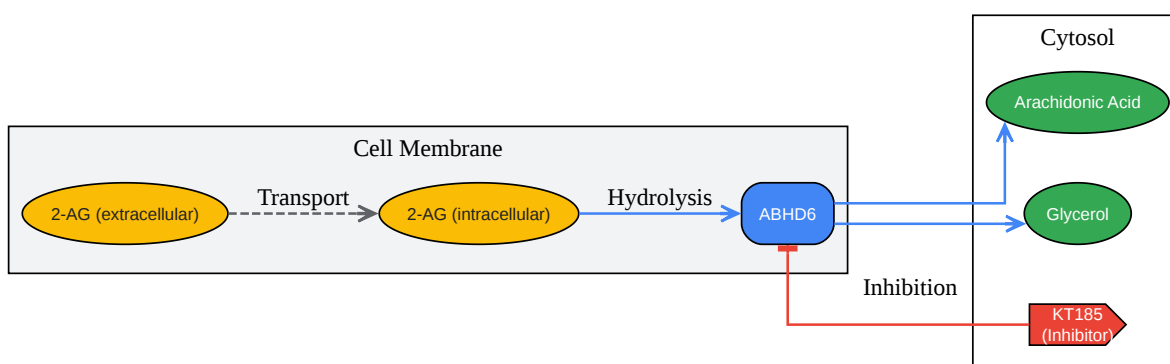 Cytosol
Arachidonic Acid
Cell Membrane
2-AG (extracellular)
Transport
2-AG (intracellular)
Hydrolysis
ABHD6
Glycerol
Inhibition
KT185
(Inhibitor)